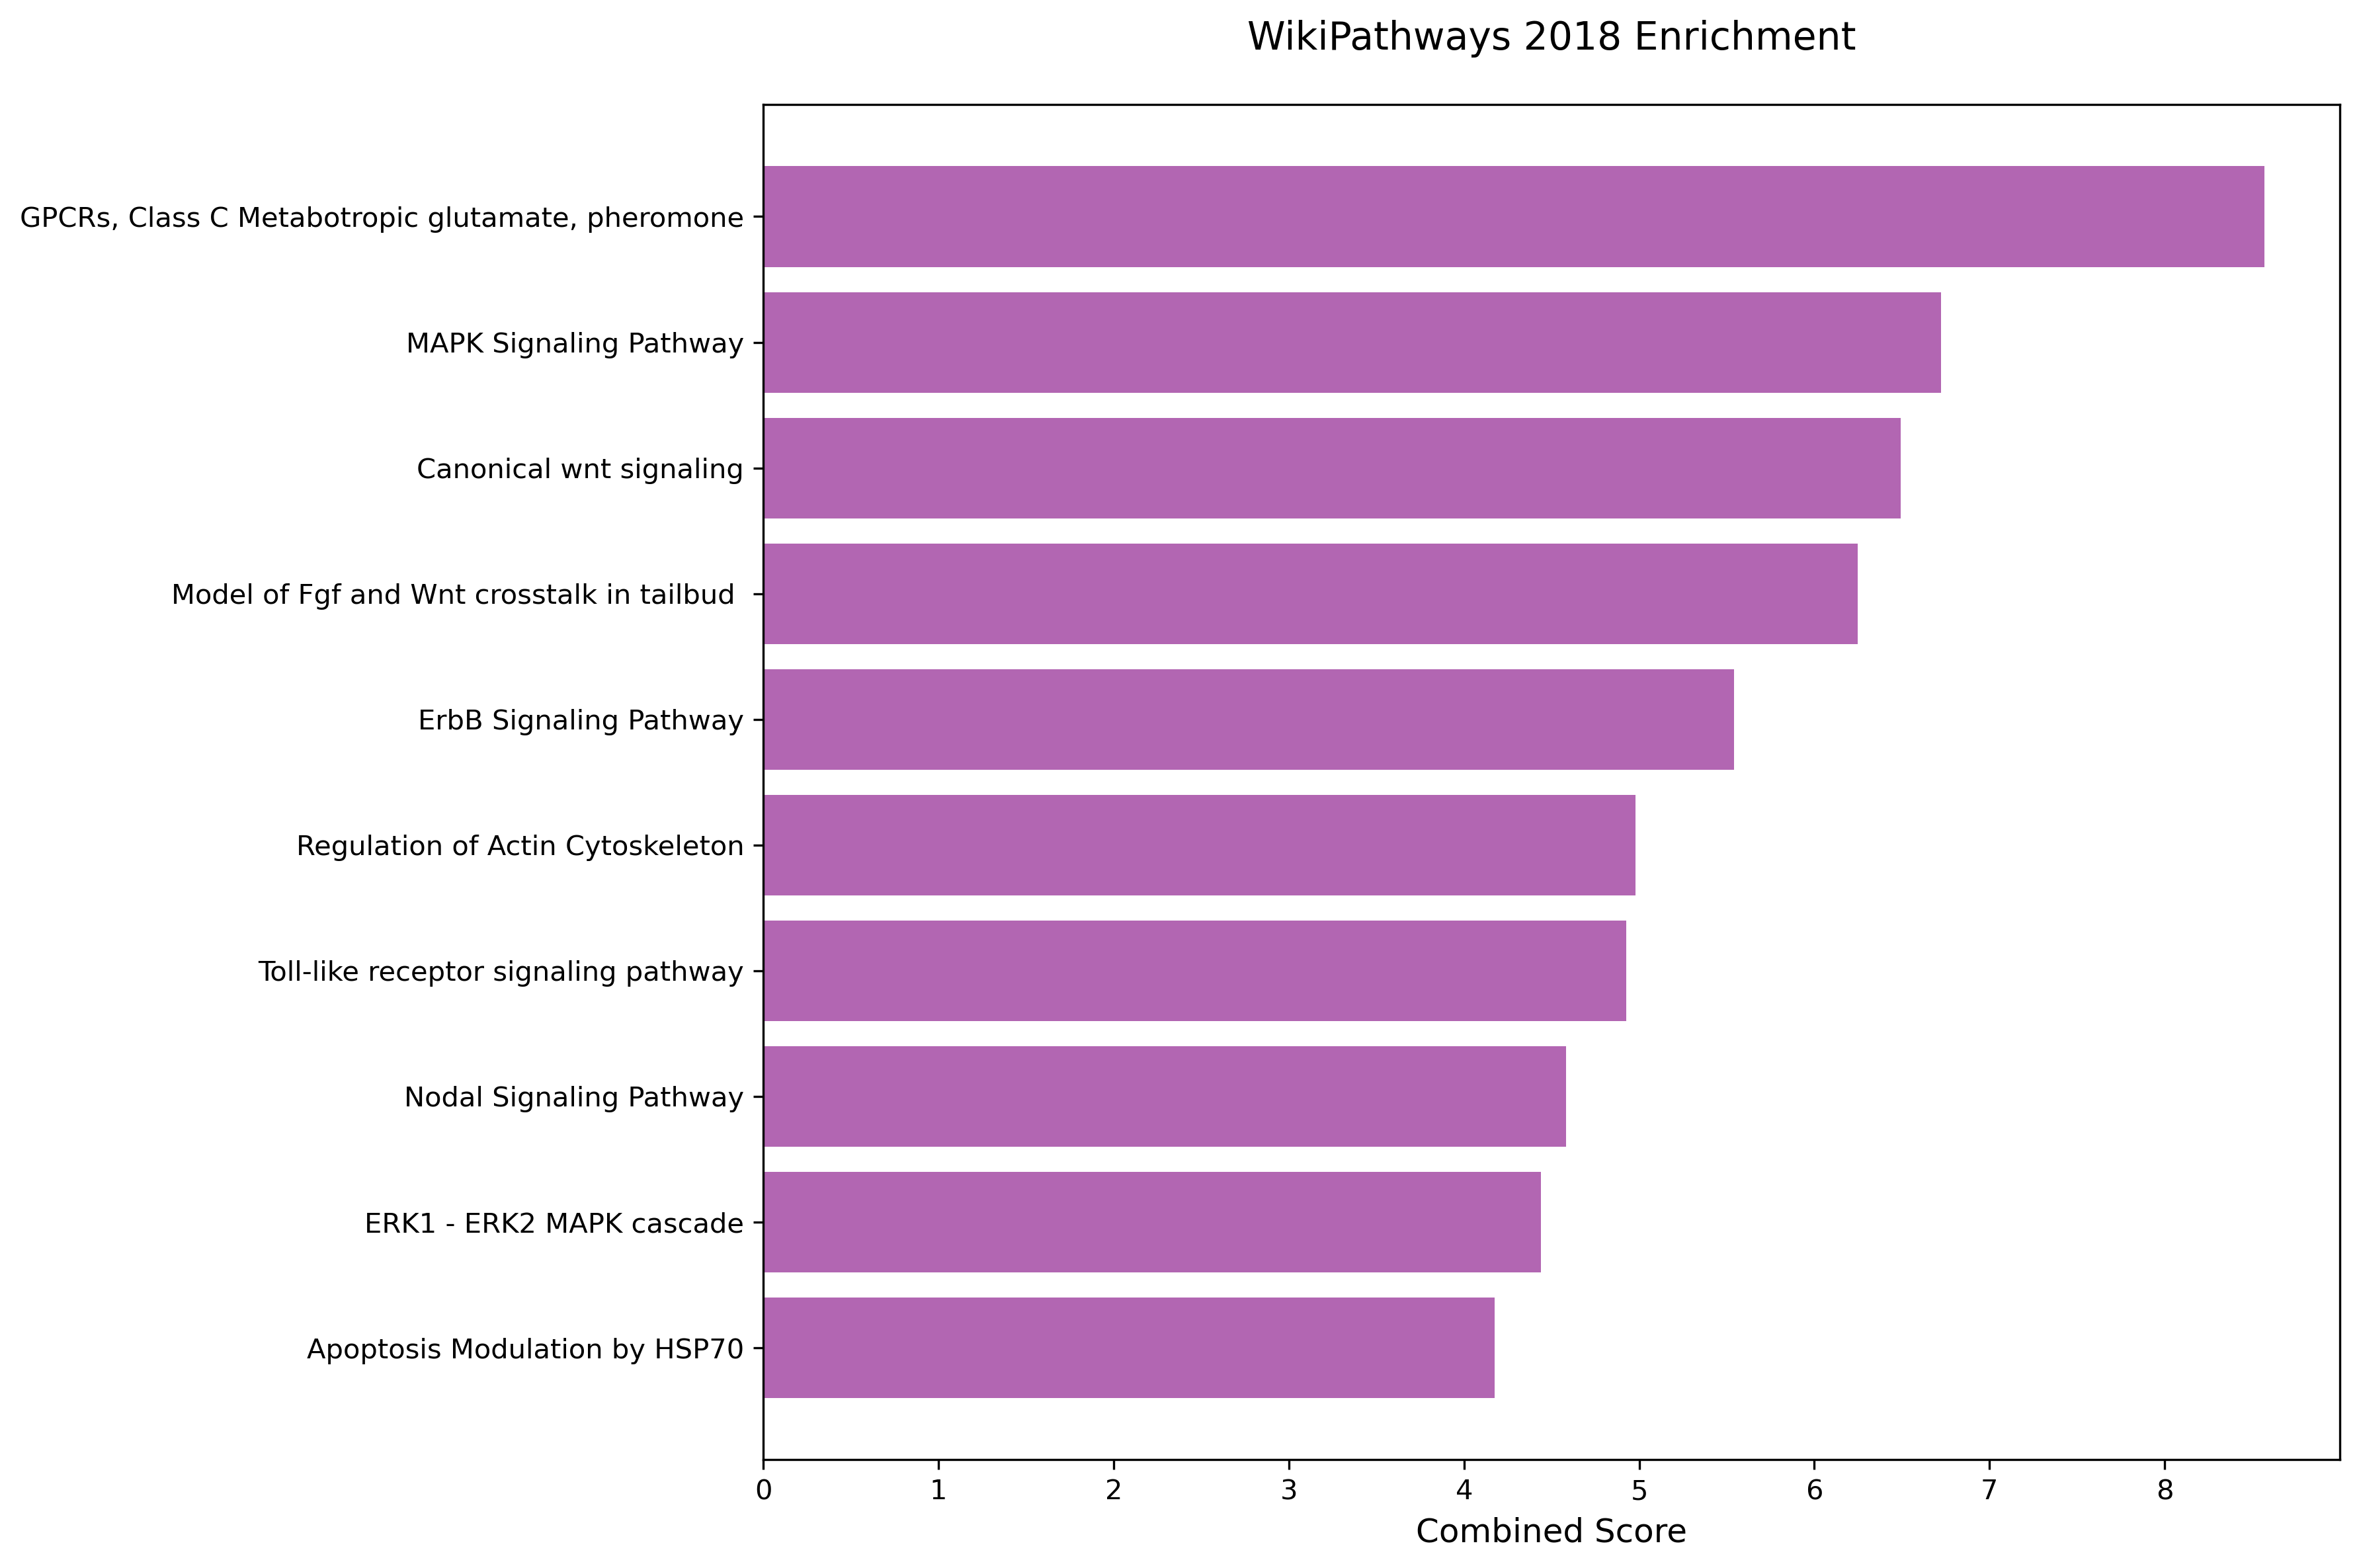 WikiPathways 2018 Enrichment
GPCRs, Class C Metabotropic glutamate, pheromone
MAPK Signaling Pathway
Canonical wnt signaling
Model of Fgf and Wnt crosstalk in tailbud
ErbB Signaling Pathway
Regulation of Actin Cytoskeleton
Toll-like receptor signaling pathway
Nodal Signaling Pathway
ERK1 - ERK2 MAPK cascade
Apoptosis Modulation by HSP70
0 1 2 3 4 5 6 7 8
Combined Score